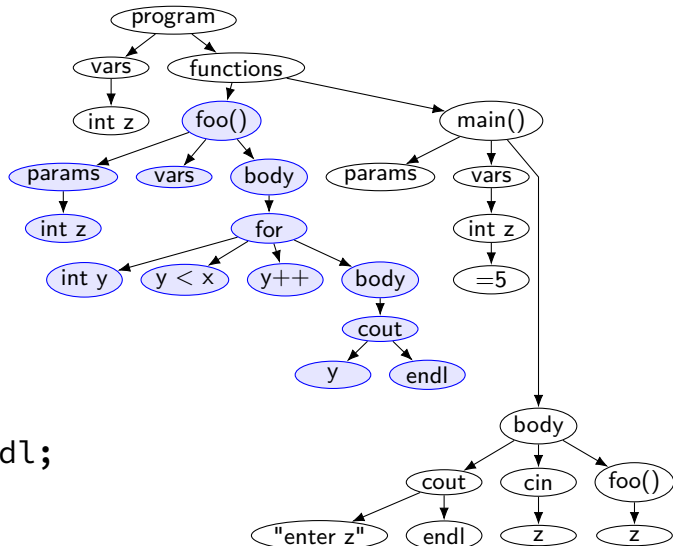 program
vars functions
int z foo() main()
params vars body params vars
int z for int z
int y y < x y++ body =5
cout
y endl
body
dl;
cout cin foo()
"enter z" endl z z